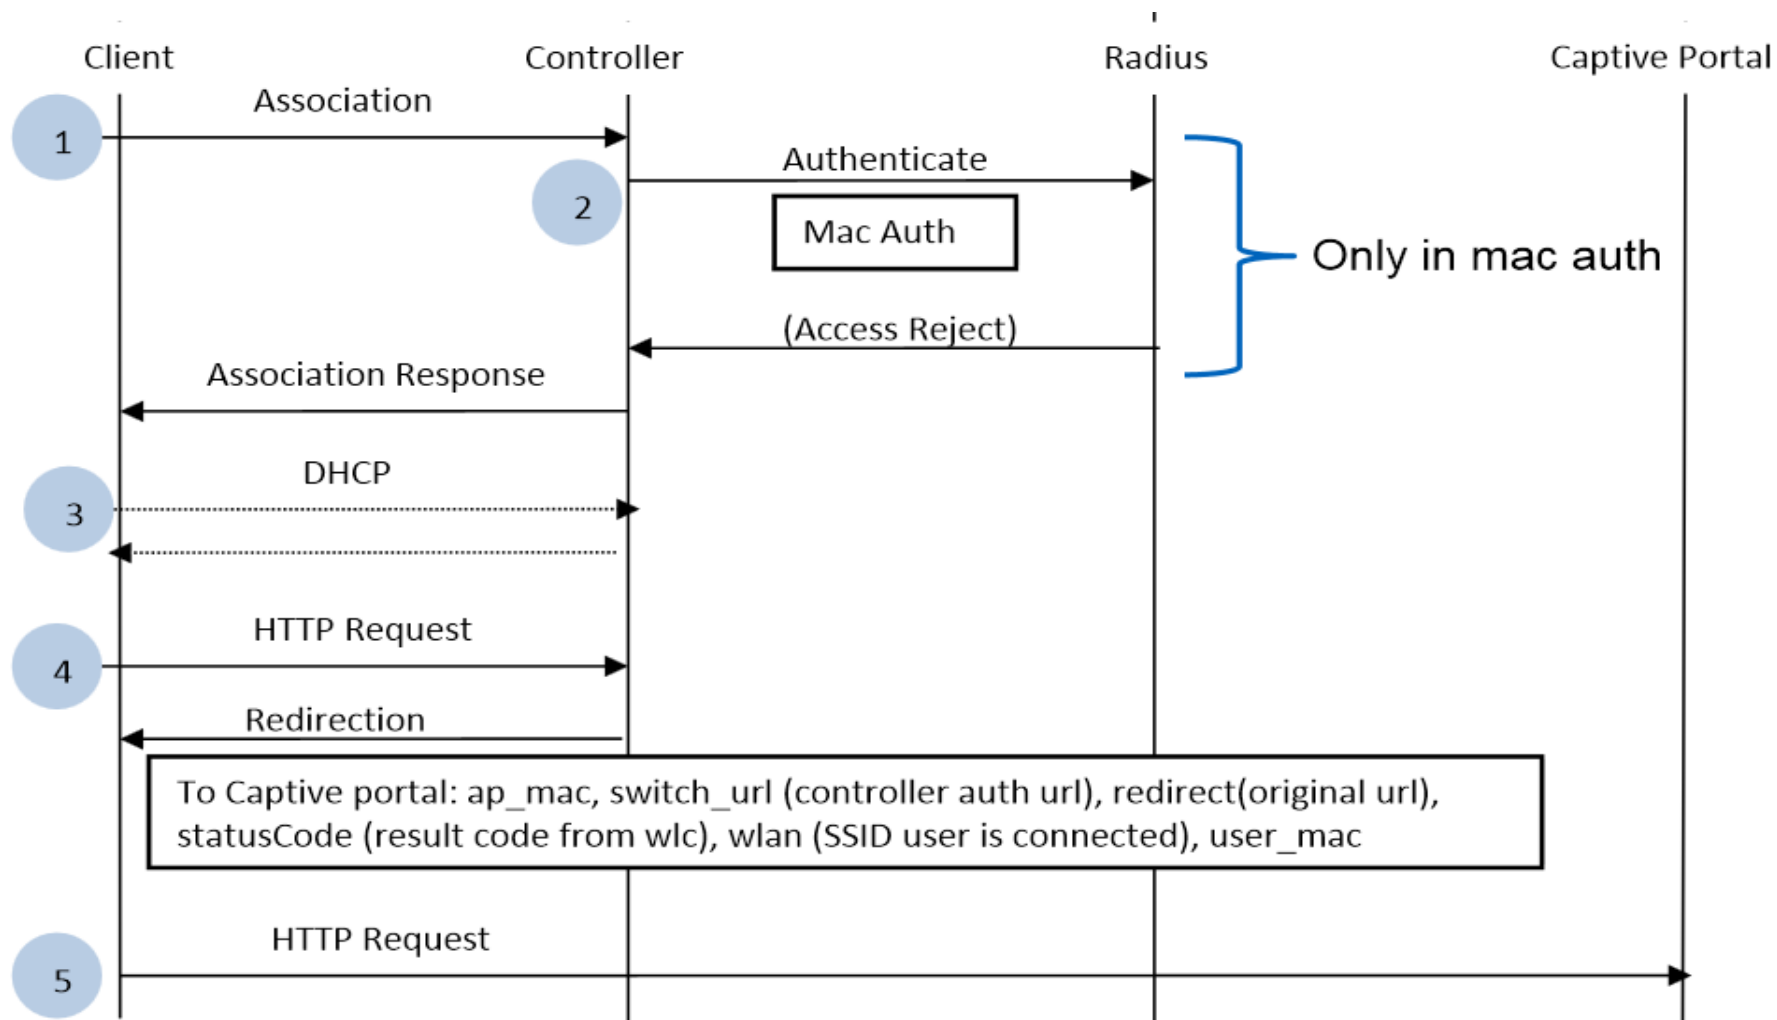 Client
Controller
Radius
Captive Portal
Association
1
Authenticate
2
Mac Auth
Only in mac auth
(Access Reject)
Association Response
DHCP
3
HTTP Request
4
Redirection
To Captive portal: ap_mac, switch_url (controller auth url), redirect(original url),
statusCode (result code from wlc), wlan (SSID user is connected), user_mac
HTTP Request
5